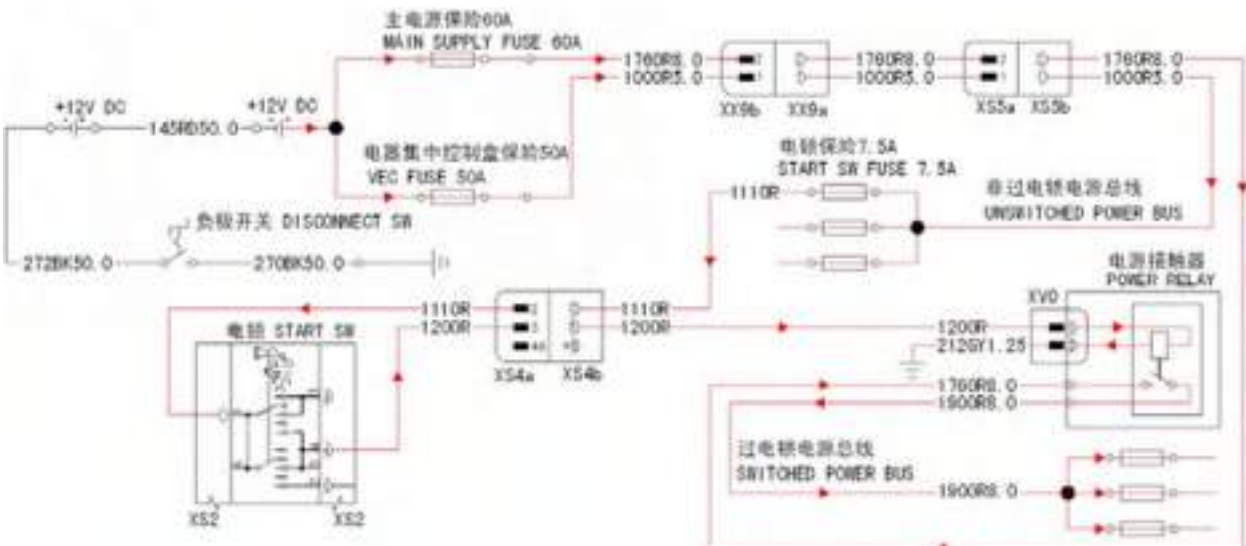 主电源保险60A
MAIN SUPPLY FUSE 60A
1760R8.0
1760R8.0
1760R8.0
1000R5.0
1000R5.0
1000R5.0
XX9b
XX9a
XS5a
XS5b
+12V DC
+12V DC
145RD50.0
电器集中控制盒保险50A
VEC FUSE 50A
电锁保险7.5A
START SW FUSE 7.5A
1110R
非过电锁电源总线
UNSWITCHED POWER BUS
负极开关 DISCONNECT SW
272BK50.0
270BK50.0
电源接触器
POWER RELAY
XV0
1110R
1110R
1200R
1200R
1200R
212GY1.25
XS4a
XS4b
电锁 START SW
1760R8.0
1900R8.0
过电锁电源总线
SWITCHED POWER BUS
1900R8.0
XS2
XS2